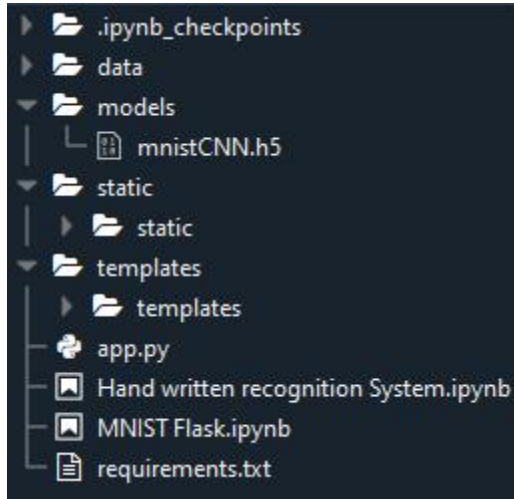 .ipynb_checkpoints
data
models
mnistCNN.h5
static
static
templates
templates
app.py
Hand written recognition System.ipynb
MNIST Flask.ipynb
requirements.txt